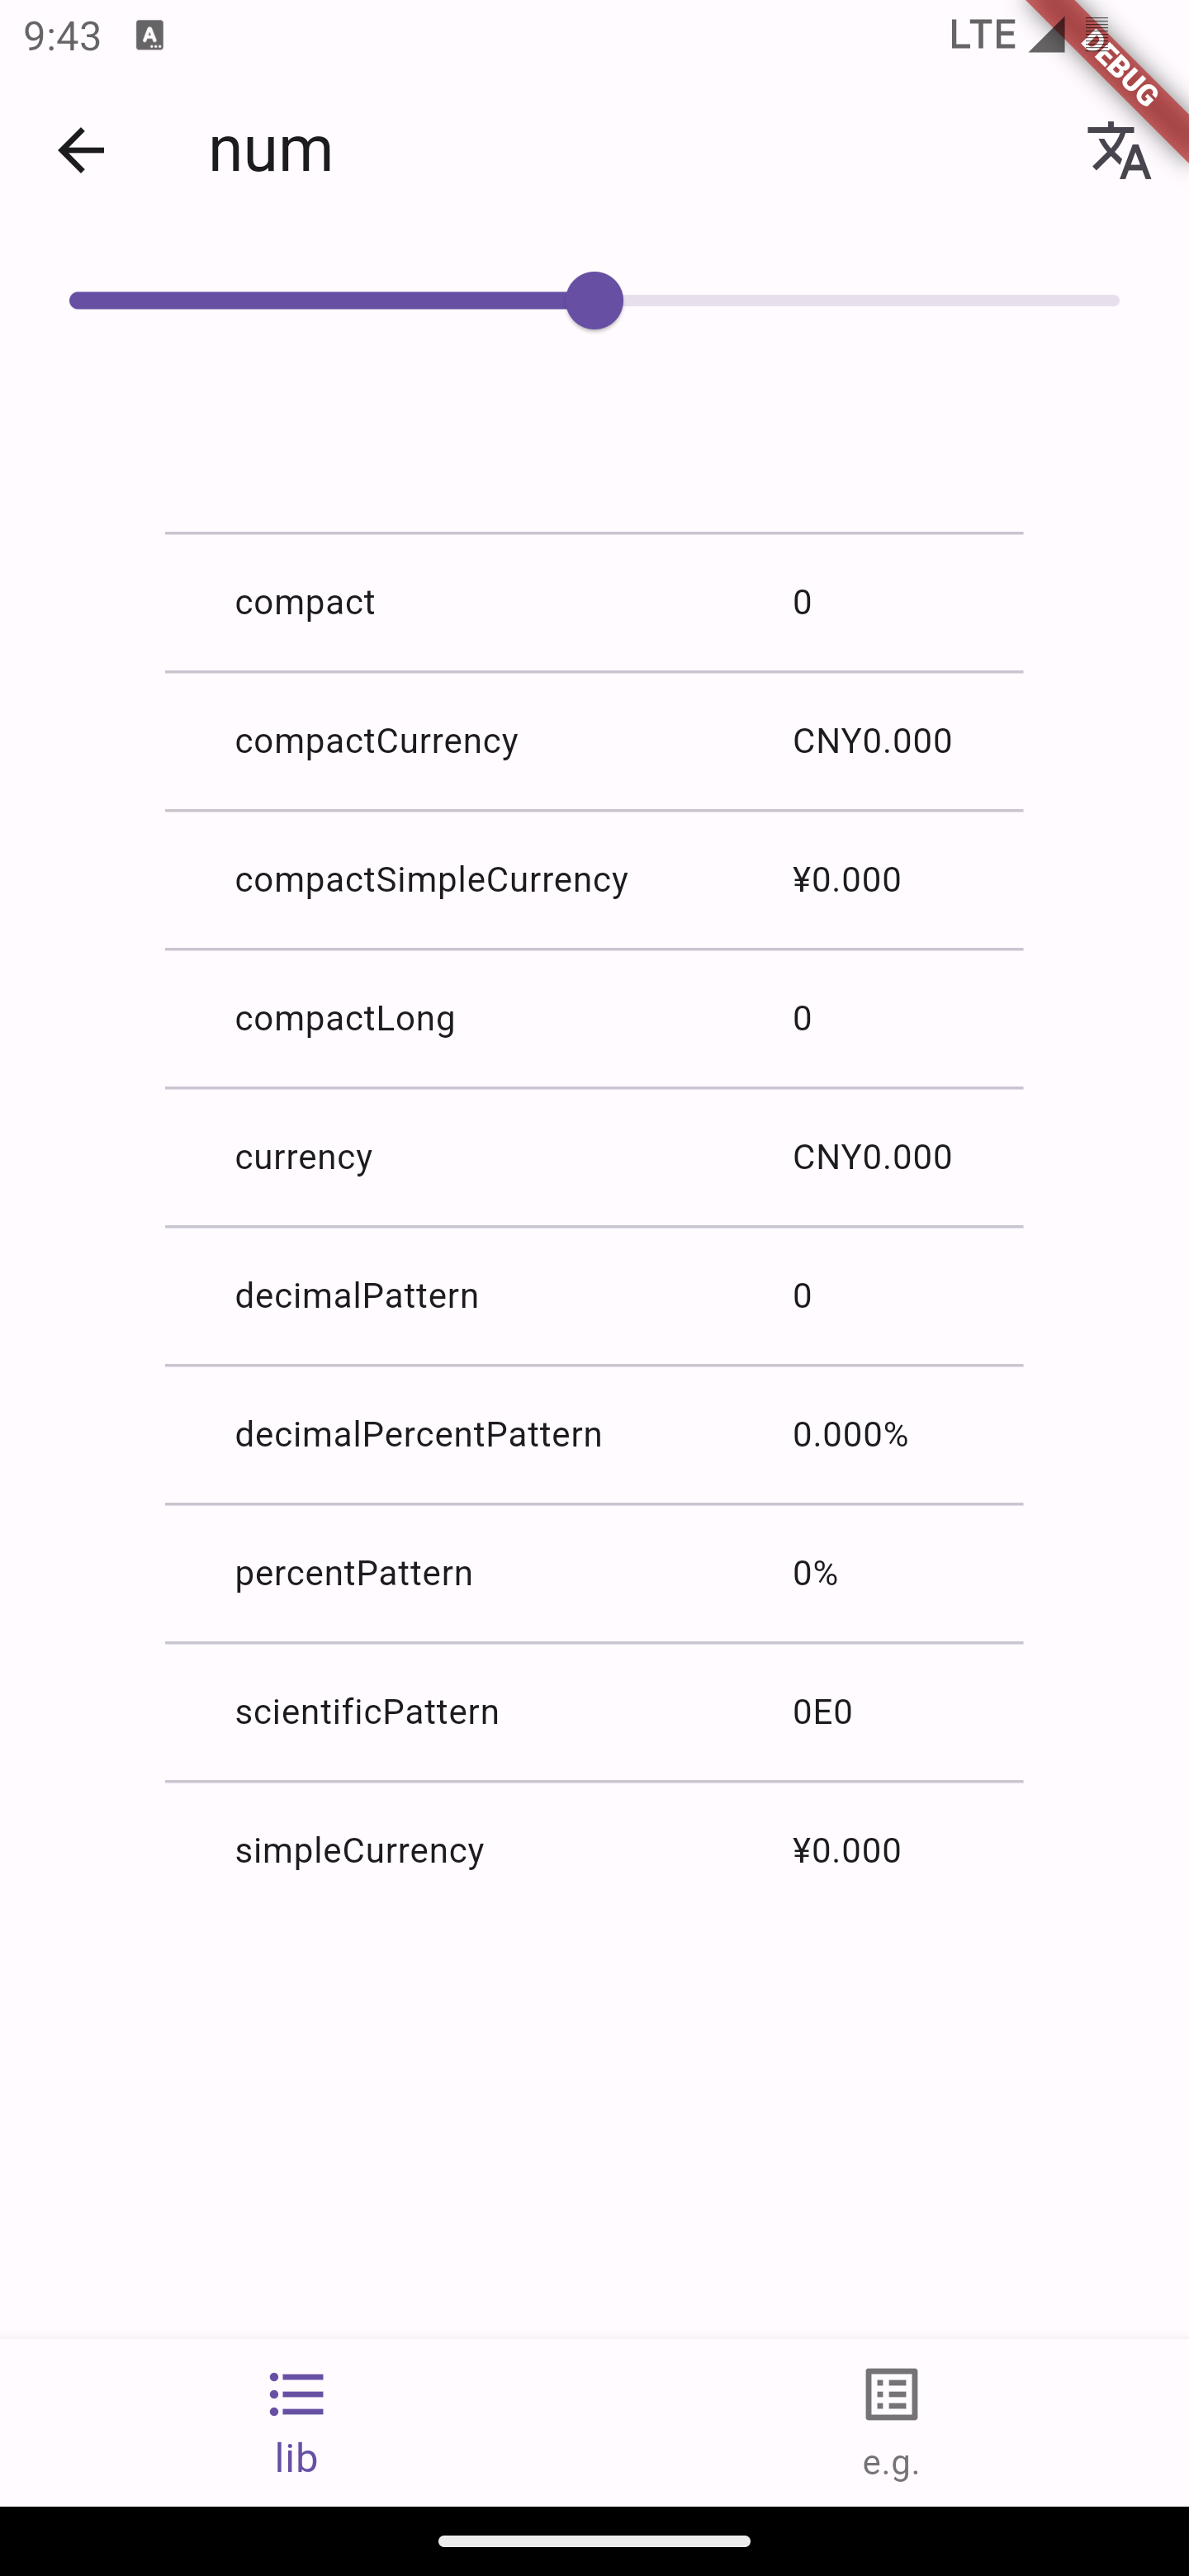 9:43
LTE
DEBUG
num
compact 0
compactCurrency CNY0.000
compactSimpleCurrency ¥0.000
compactLong 0
currency CNY0.000
decimalPattern 0
decimalPercentPattern 0.000%
percentPattern 0%
scientificPattern 0E0
simpleCurrency ¥0.000
lib
e.g.